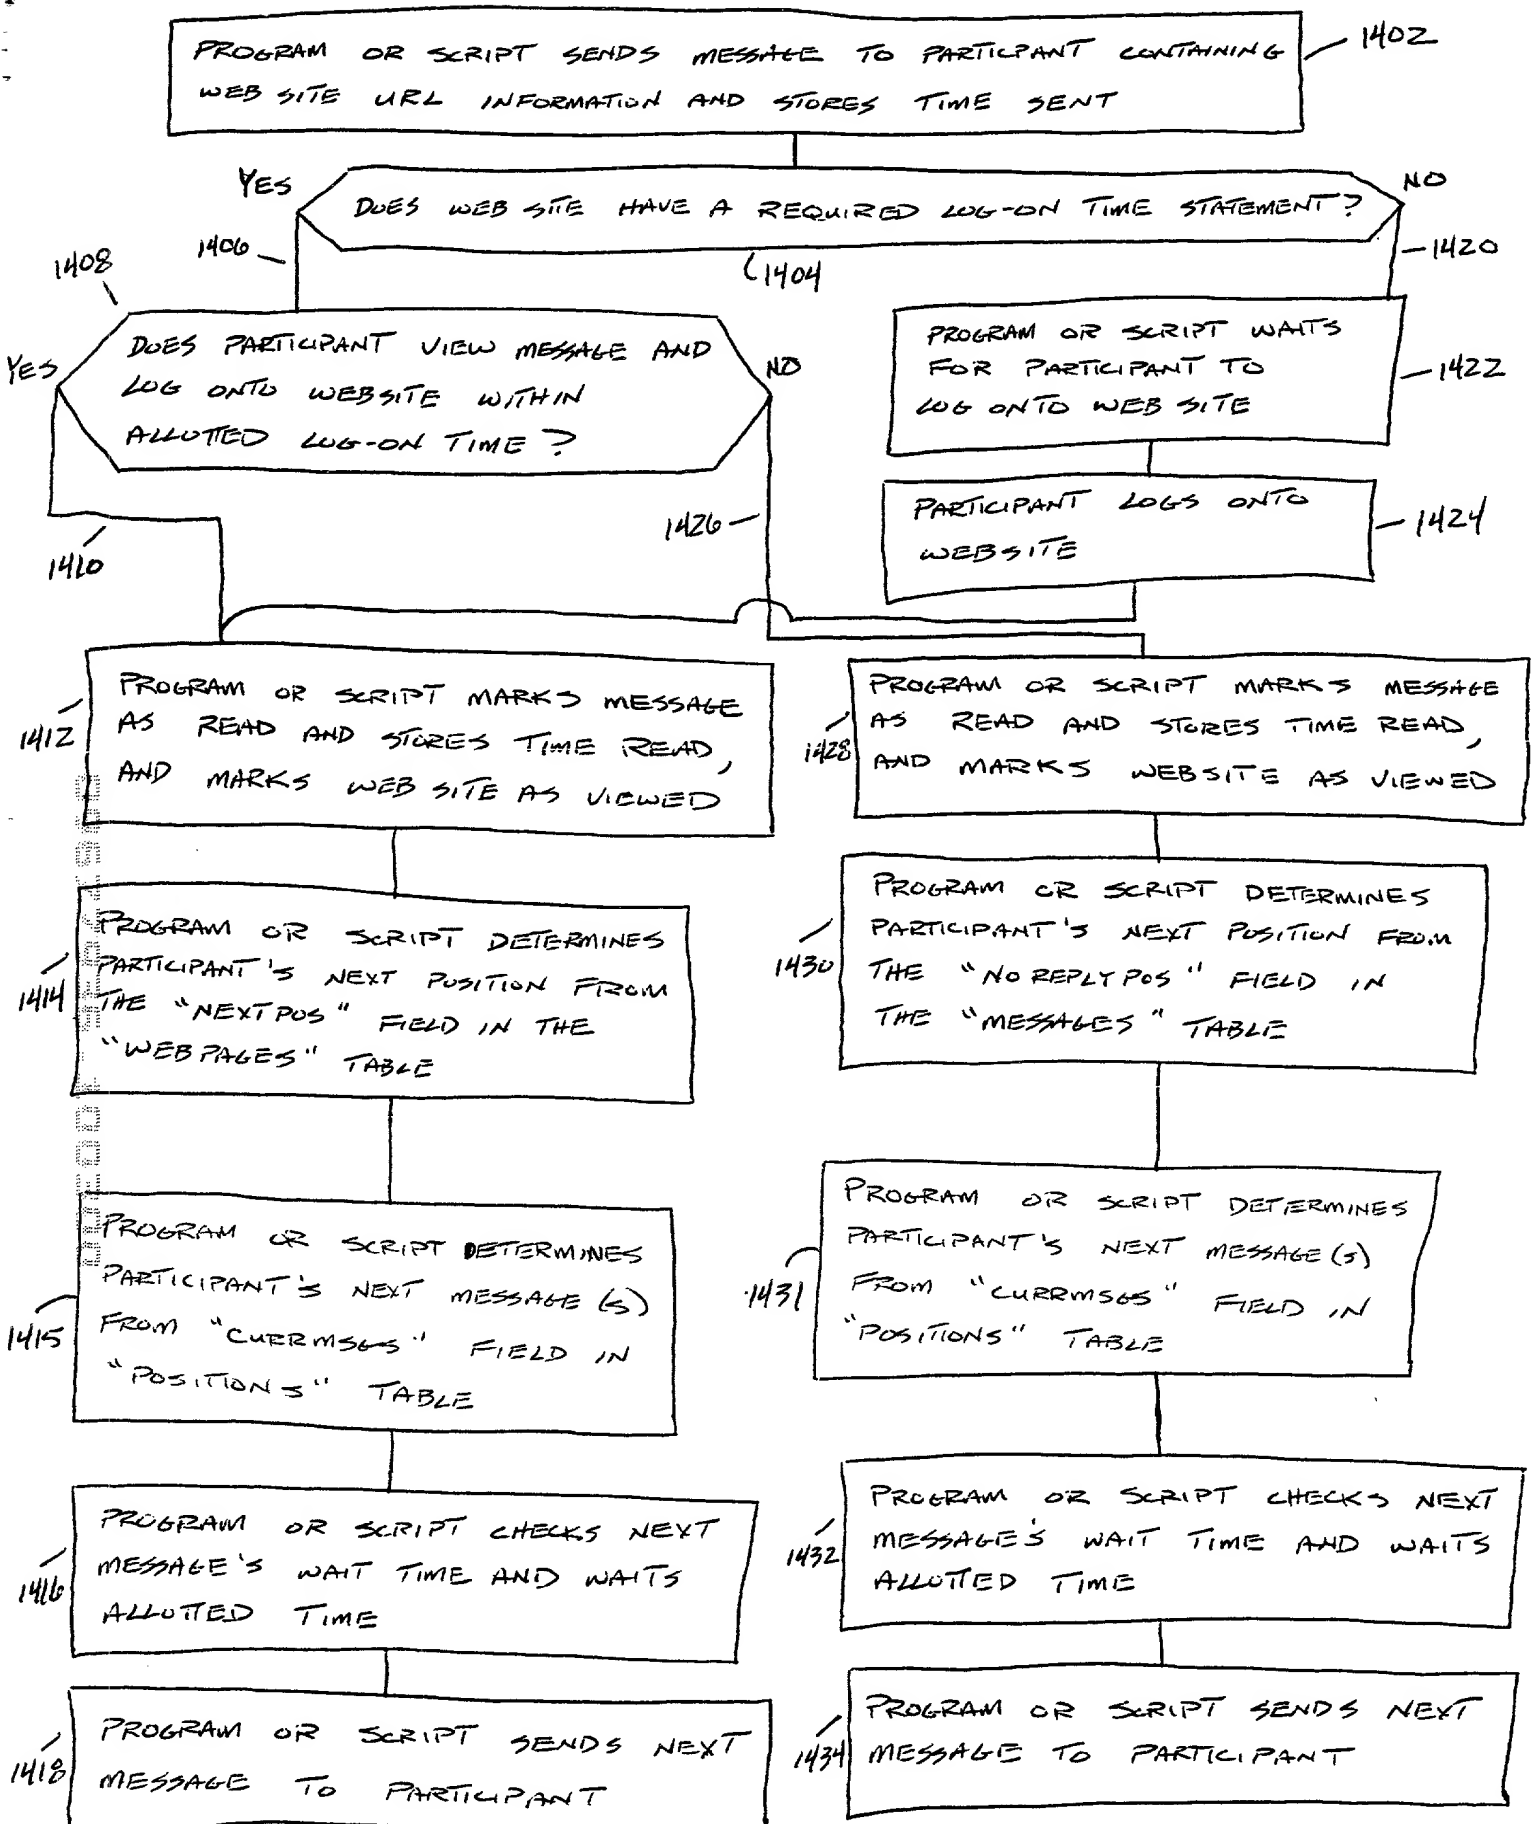 PROGRAM OR SCRIPT SENDS MESSAGE TO PARTICIPANT CONTAINING
WEB SITE URL INFORMATION AND STORES TIME SENT
1402
YES
DOES WEB SITE HAVE A REQUIRED LOG-ON TIME STATEMENT?
NO
1404
1406
1420
1408
YES
DOES PARTICIPANT VIEW MESSAGE AND
LOG ONTO WEBSITE WITHIN
ALLOTTED LOG-ON TIME?
NO
PROGRAM OR SCRIPT WAITS
FOR PARTICIPANT TO
LOG ONTO WEB SITE
1422
PARTICIPANT LOGS ONTO
WEBSITE
1424
1410
1426
PROGRAM OR SCRIPT MARKS MESSAGE
AS READ AND STORES TIME READ,
AND MARKS WEB SITE AS VIEWED
1412
PROGRAM OR SCRIPT MARKS MESSAGE
AS READ AND STORES TIME READ,
AND MARKS WEBSITE AS VIEWED
1428
PROGRAM OR SCRIPT DETERMINES
PARTICIPANT'S NEXT POSITION FROM
THE "NEXTPOS" FIELD IN THE
"WEBPAGES" TABLE
1414
PROGRAM OR SCRIPT DETERMINES
PARTICIPANT'S NEXT POSITION FROM
THE "NOREPLYPOS" FIELD IN
THE "MESSAGES" TABLE
1430
PROGRAM OR SCRIPT DETERMINES
PARTICIPANT'S NEXT MESSAGE(S)
FROM "CURRMSGS" FIELD IN
"POSITIONS" TABLE
1415
PROGRAM OR SCRIPT DETERMINES
PARTICIPANT'S NEXT MESSAGE(S)
FROM "CURRMSGS" FIELD IN
"POSITIONS" TABLE
1431
PROGRAM OR SCRIPT CHECKS NEXT
MESSAGE'S WAIT TIME AND WAITS
ALLOTTED TIME
1416
PROGRAM OR SCRIPT CHECKS NEXT
MESSAGE'S WAIT TIME AND WAITS
ALLOTTED TIME
1432
PROGRAM OR SCRIPT SENDS NEXT
MESSAGE TO PARTICIPANT
1418
PROGRAM OR SCRIPT SENDS NEXT
MESSAGE TO PARTICIPANT
1434